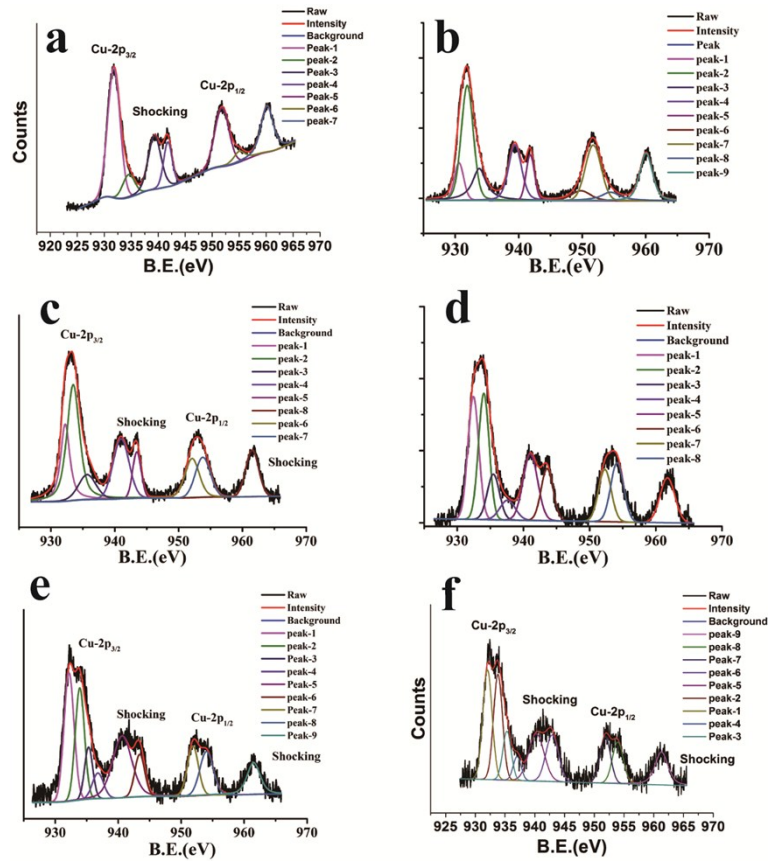 a
Cu-2p3/2
Shocking
Cu-2p1/2
Raw
Intensity
Background
Peak-1
peak-2
Peak-3
peak-4
Peak-5
Peak-6
peak-7
Counts
920 925 930 935 940 945 950 955 960 965 970
B.E.(eV)
b
Raw
Intensity
Peak
peak-1
peak-2
peak-3
peak-4
peak-5
peak-6
peak-7
peak-8
peak-9
930 940 950 960 970
B.E.(eV)
c
Cu-2p3/2
Shocking
Cu-2p1/2
Shocking
Raw
Intensity
Background
peak-1
peak-2
peak-3
peak-4
peak-5
peak-8
peak-6
peak-7
930 940 950 960 970
B.E.(eV)
d
Raw
Intensity
Background
peak-1
peak-2
peak-3
peak-4
peak-5
peak-6
peak-7
peak-8
930 940 950 960 970
B.E.(eV)
e
Cu-2p3/2
Shocking
Cu-2p1/2
Shocking
Raw
Intensity
Background
peak-1
peak-2
Peak-3
peak-4
Peak-5
peak-6
Peak-7
peak-8
Peak-9
930 940 950 960 970
B.E.(eV)
f
Cu-2p3/2
Shocking
Cu-2p1/2
Shocking
Raw
Intensity
Background
peak-9
peak-8
Peak-7
peak-6
Peak-5
peak-2
Peak-1
peak-4
Peak-3
Counts
925 930 935 940 945 950 955 960 965 970
B.E.(eV)